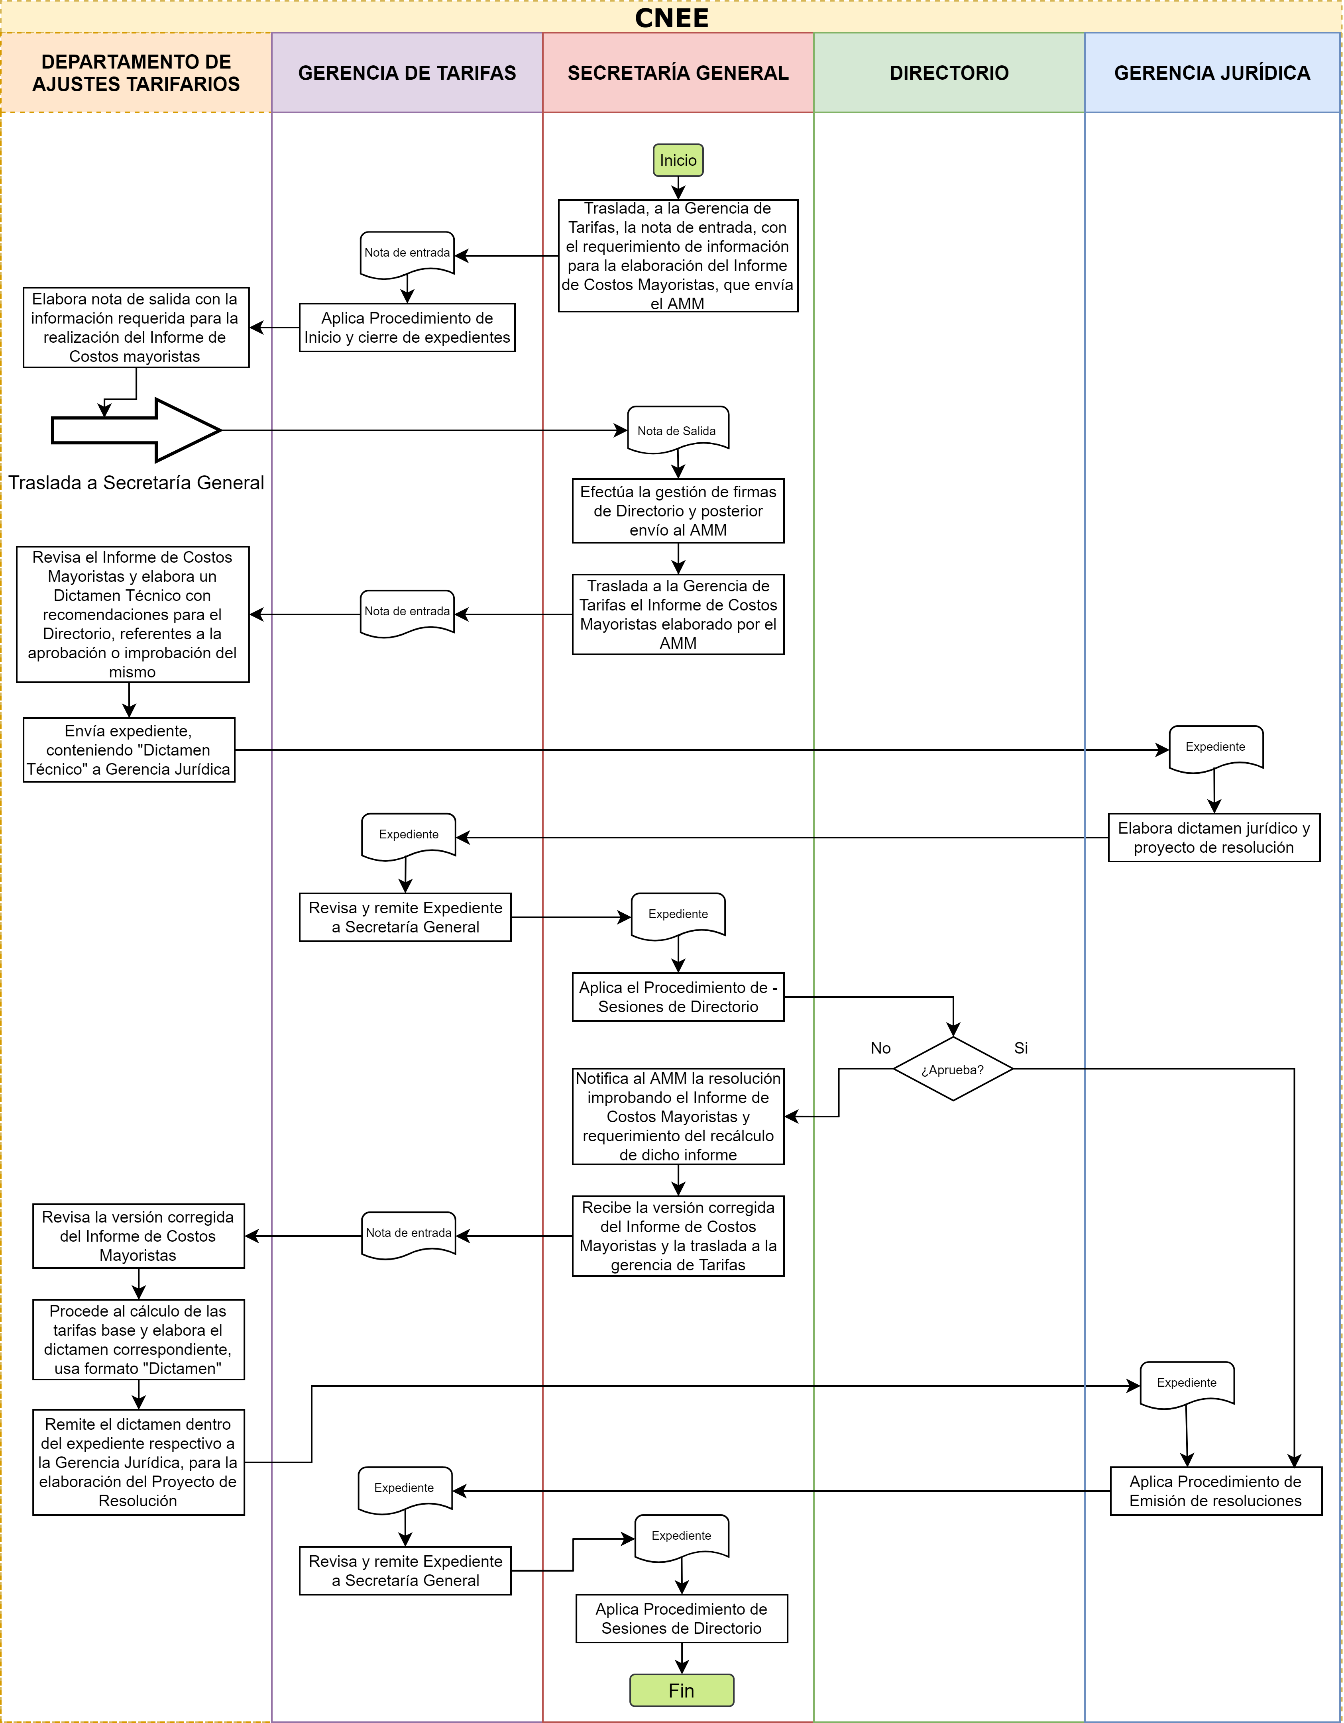 CNEE
DEPARTAMENTO DE
AJUSTES TARIFARIOS
GERENCIA DE TARIFAS
SECRETARÍA GENERAL
DIRECTORIO
GERENCIA JURÍDICA
Inicio
Traslada, a la Gerencia de
Tarifas, la nota de entrada, con
el requerimiento de información
para la elaboración del Informe
de Costos Mayoristas, que envía
el AMM
Nota de entrada
Aplica Procedimiento de
Inicio y cierre de expedientes
Elabora nota de salida con la
información requerida para la
realización del Informe de
Costos mayoristas
Traslada a Secretaría General
Nota de Salida
Efectúa la gestión de firmas
de Directorio y posterior
envío al AMM
Traslada a la Gerencia de
Tarifas el Informe de Costos
Mayoristas elaborado por el
AMM
Nota de entrada
Revisa el Informe de Costos
Mayoristas y elabora un
Dictamen Técnico con
recomendaciones para el
Directorio, referentes a la
aprobación o improbación del
mismo
Envía expediente,
conteniendo "Dictamen
Técnico" a Gerencia Jurídica
Expediente
Elabora dictamen jurídico y
proyecto de resolución
Expediente
Revisa y remite Expediente
a Secretaría General
Expediente
Aplica el Procedimiento de -
Sesiones de Directorio
¿Aprueba?
No
Si
Notifica al AMM la resolución
improbando el Informe de
Costos Mayoristas y
requerimiento del recálculo
de dicho informe
Recibe la versión corregida
del Informe de Costos
Mayoristas y la traslada a la
gerencia de Tarifas
Nota de entrada
Revisa la versión corregida
del Informe de Costos
Mayoristas
Procede al cálculo de las
tarifas base y elabora el
dictamen correspondiente,
usa formato "Dictamen"
Remite el dictamen dentro
del expediente respectivo a
la Gerencia Jurídica, para la
elaboración del Proyecto de
Resolución
Expediente
Aplica Procedimiento de
Emisión de resoluciones
Expediente
Revisa y remite Expediente
a Secretaría General
Expediente
Aplica Procedimiento de
Sesiones de Directorio
Fin